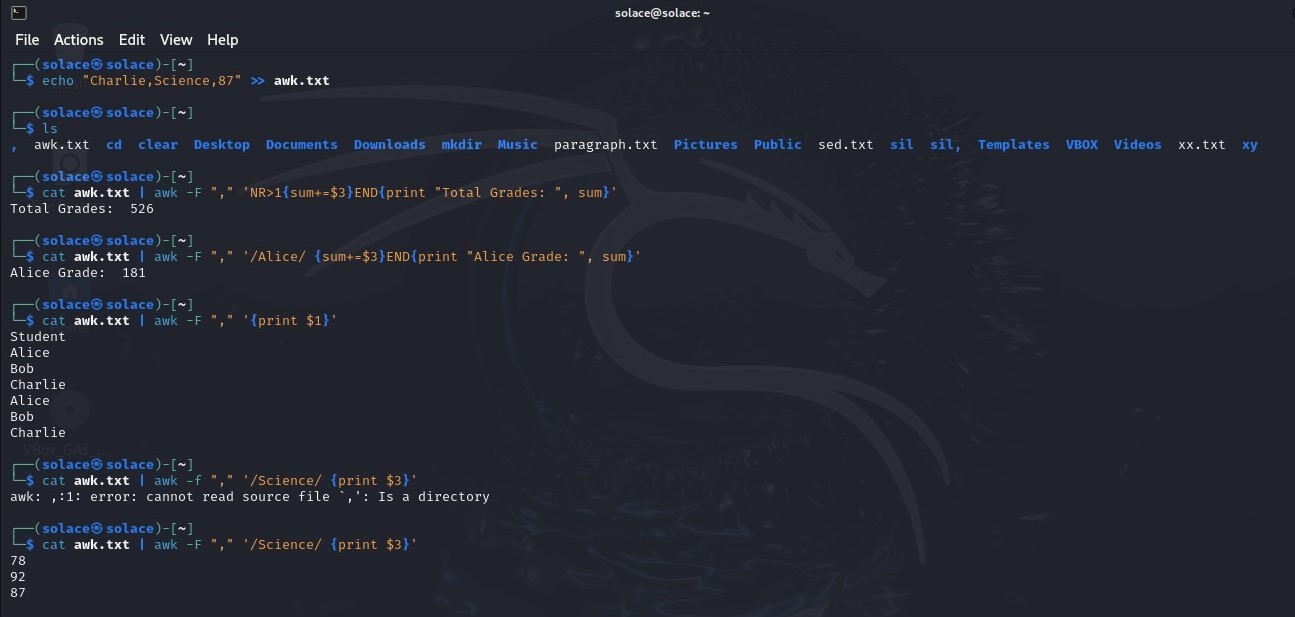 solace@solace: ~
File Actions Edit View Help
┌──(solace㉿solace)-[~]
└─$ echo "Charlie,Science,87" >> awk.txt
┌──(solace㉿solace)-[~]
└─$ ls
, awk.txt cd clear Desktop Documents Downloads mkdir Music paragraph.txt Pictures Public sed.txt sil sil, Templates VBOX Videos xx.txt xy
┌──(solace㉿solace)-[~]
└─$ cat awk.txt | awk -F "," 'NR>1{sum+=$3}END{print "Total Grades: ", sum}'
Total Grades:  526
┌──(solace㉿solace)-[~]
└─$ cat awk.txt | awk -F "," '/Alice/ {sum+=$3}END{print "Alice Grade: ", sum}'
Alice Grade:  181
┌──(solace㉿solace)-[~]
└─$ cat awk.txt | awk -F "," '{print $1}'
Student
Alice
Bob
Charlie
Alice
Bob
Charlie
┌──(solace㉿solace)-[~]
└─$ cat awk.txt | awk -f "," '/Science/ {print $3}'
awk: ,:1: error: cannot read source file `,': Is a directory
┌──(solace㉿solace)-[~]
└─$ cat awk.txt | awk -F "," '/Science/ {print $3}'
78
92
87